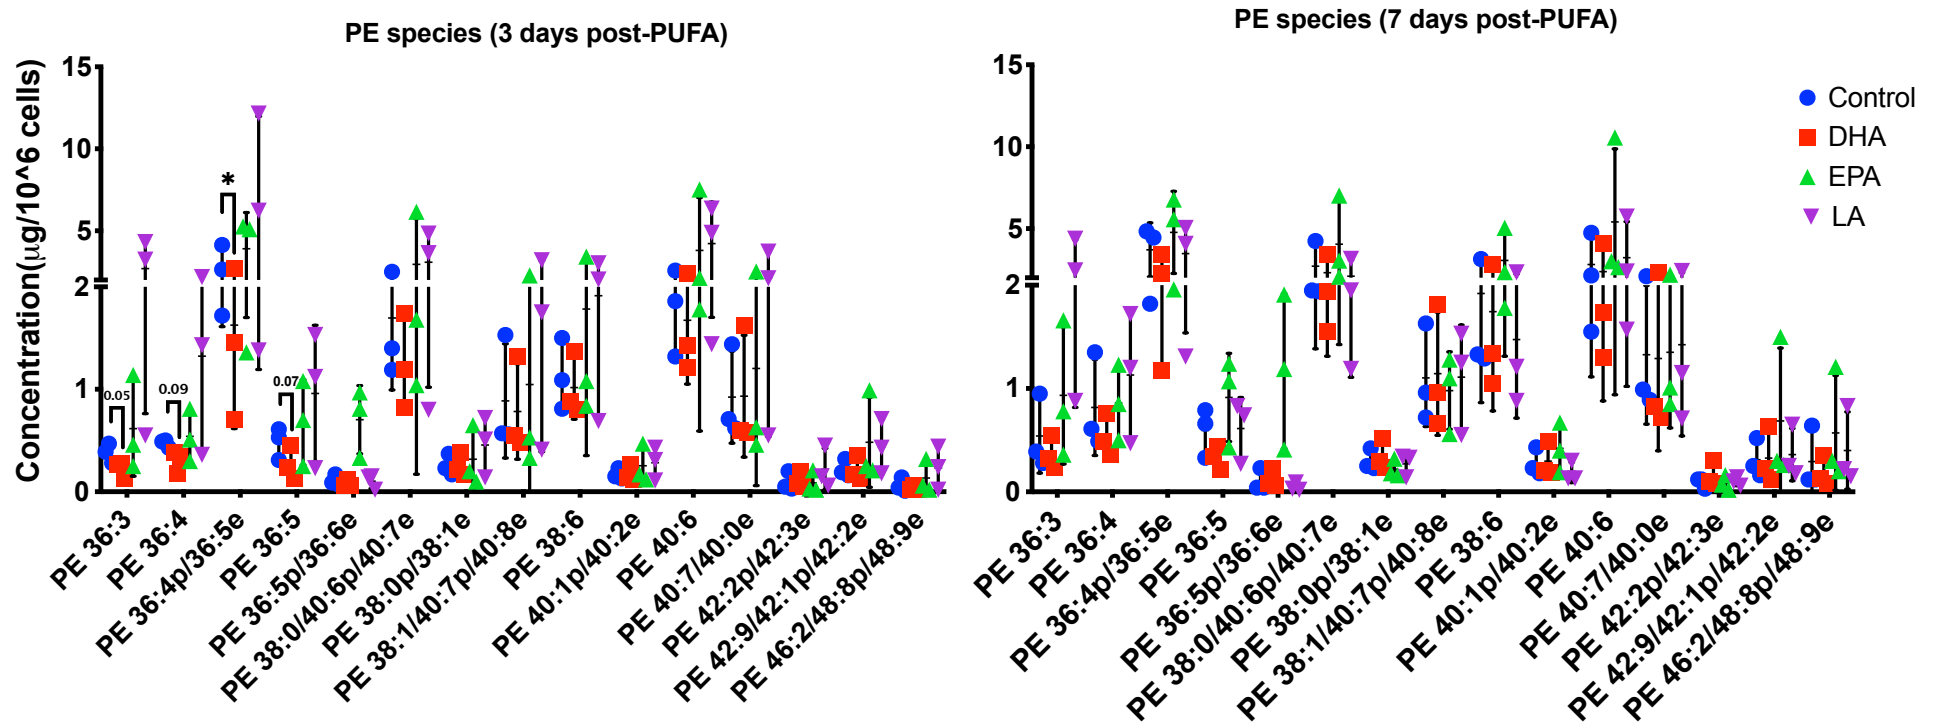 PE species (3 days post-PUFA)
PE species (7 days post-PUFA)
Concentration(μg/10^6 cells)
15
10
5
2
1
0
0.05
0.09
*
0.07
PE 36:3
PE 36:4
PE 36:4p/36:5e
PE 36:5
PE 36:5p/36:6e
PE 38:0/40:6p/40:7e
PE 38:0p/38:1e
PE 38:1/40:7p/40:8e
PE 38:6
PE 40:1p/40:2e
PE 40:6
PE 40:7/40:0e
PE 42:2p/42:3e
PE 42:9/42:1p/42:2e
PE 46:2/48:8p/48:9e
15
10
5
2
1
0
PE 36:3
PE 36:4
PE 36:4p/36:5e
PE 36:5
PE 36:5p/36:6e
PE 38:0/40:6p/40:7e
PE 38:0p/38:1e
PE 38:1/40:7p/40:8e
PE 38:6
PE 40:1p/40:2e
PE 40:6
PE 40:7/40:0e
PE 42:2p/42:3e
PE 42:9/42:1p/42:2e
PE 46:2/48:8p/48:9e
Control
DHA
EPA
LA